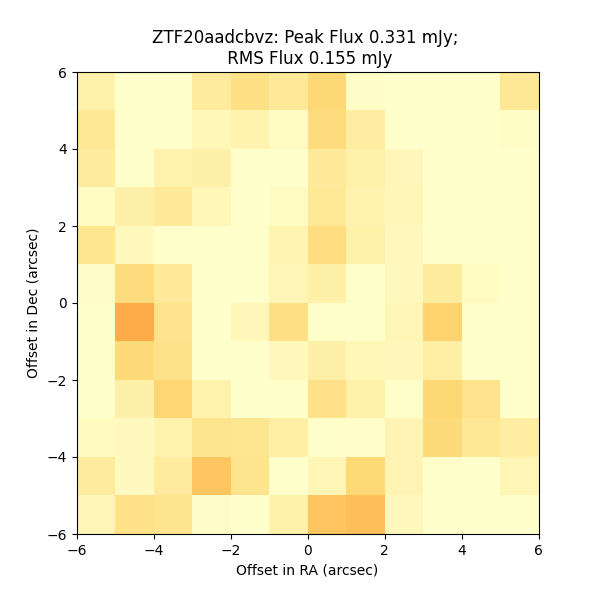 ZTF20aadcbvz: Peak Flux 0.331 mJy;
RMS Flux 0.155 mJy
6
4
2
0
−2
−4
−6
Offset in Dec (arcsec)
−6 −4 −2 0 2 4 6
Offset in RA (arcsec)